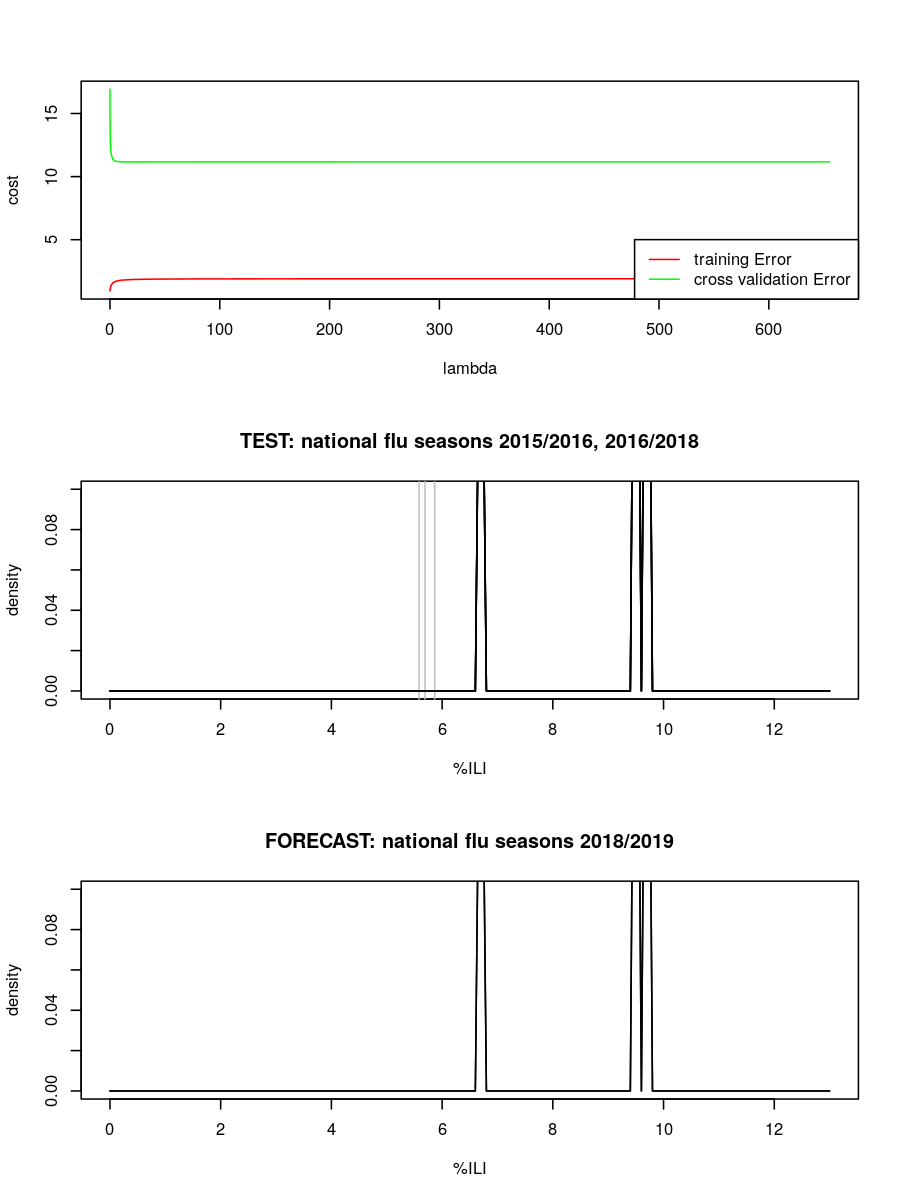 15
10
5
cost
training Error
cross validation Error
0 100 200 300 400 500 600
lambda
TEST: national flu seasons 2015/2016, 2016/2018
0.08
0.04
0.00
density
0 2 4 6 8 10 12
%ILI
FORECAST: national flu seasons 2018/2019
0.08
0.04
0.00
density
0 2 4 6 8 10 12
%ILI